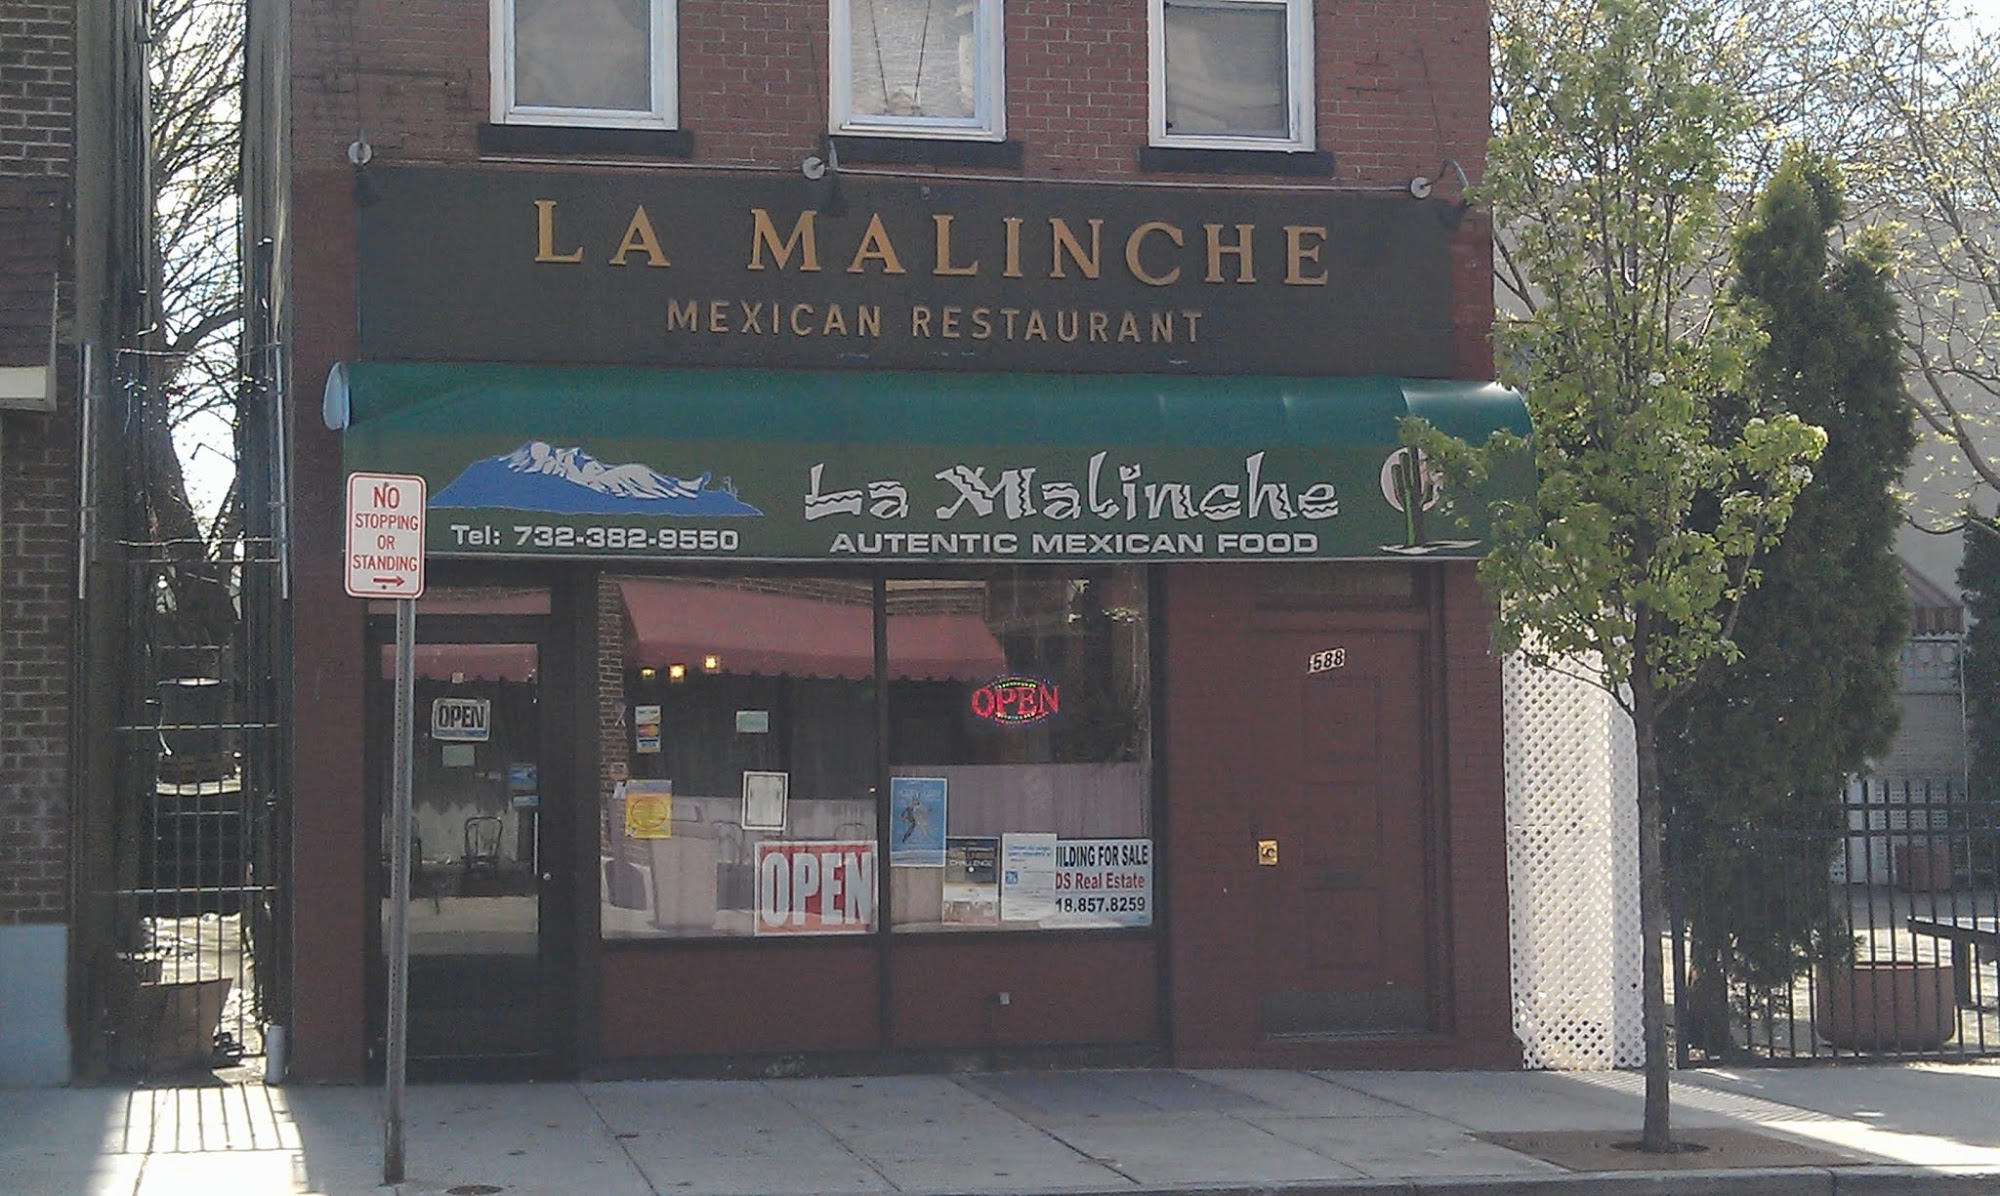 LA MALINCHE
MEXICAN RESTAURANT
La Malinche
Tel: 732-382-9550
AUTENTIC MEXICAN FOOD
NO
STOPPING
OR
STANDING
588
OPEN
OPEN
OPEN
CHALLENGE
ILDING FOR SALE
DS Real Estate
18.857.8259